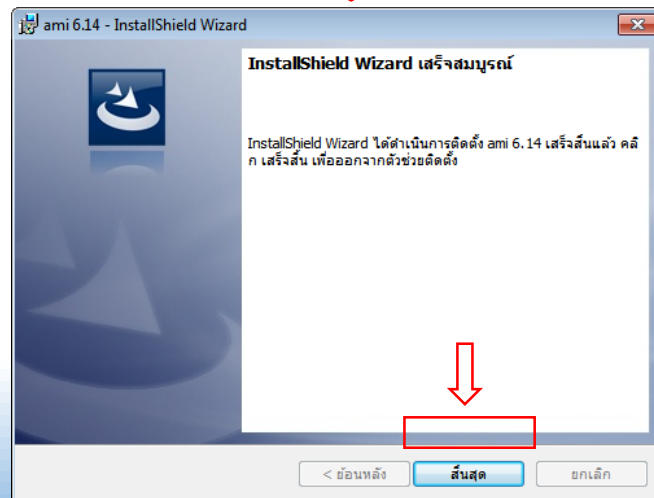 ami 6.14 - InstallShield Wizard
InstallShield Wizard เสร็จสมบูรณ์
InstallShield Wizard ได้ดำเนินการติดตั้ง ami 6.14 เสร็จสิ้นแล้ว คลิ
ก เสร็จสิ้น เพื่อออกจากตัวช่วยติดตั้ง
< ย้อนหลัง
สิ้นสุด
ยกเลิก